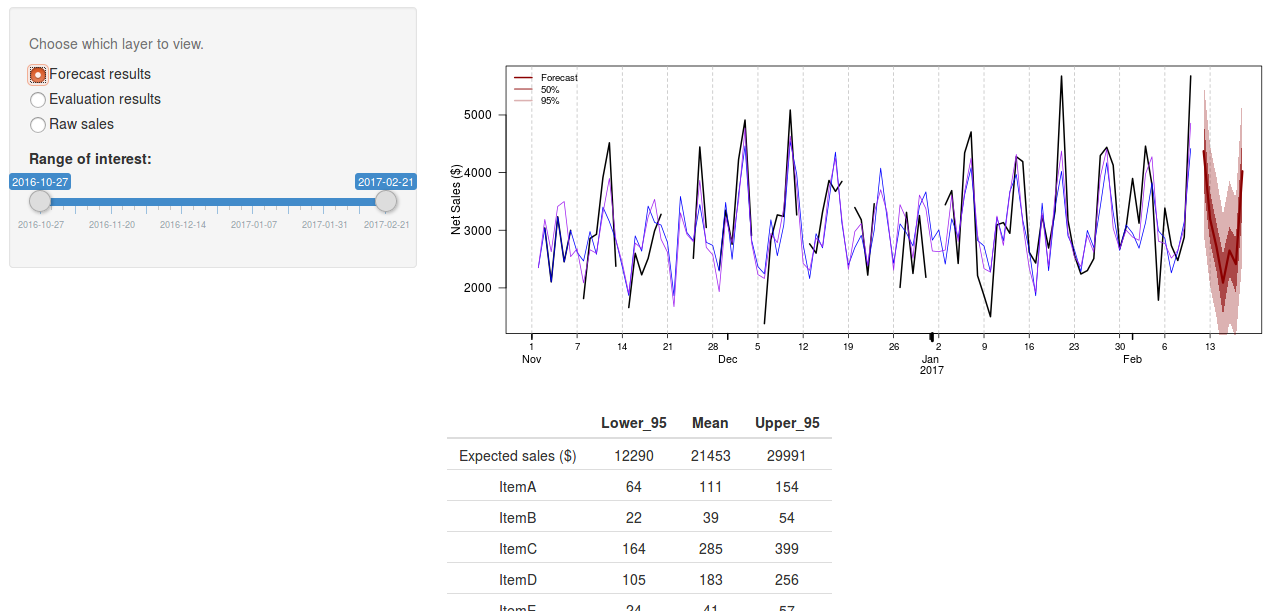 Choose which layer to view.
Forecast results
Evaluation results
Raw sales
Range of interest:
2016-10-27 2017-02-21
2016-10-27 2016-11-20 2016-12-14 2017-01-07 2017-01-31 2017-02-21
Forecast
50%
95%
Net Sales ($)
5000
4000
3000
2000
1 7 14 21 28 5 12 19 26 2 9 16 23 30 6 13
Nov Dec Jan Feb
2017
Lower_95 Mean Upper_95
Expected sales ($) 12290 21453 29991
ItemA 64 111 154
ItemB 22 39 54
ItemC 164 285 399
ItemD 105 183 256
ItemE 24 41 57